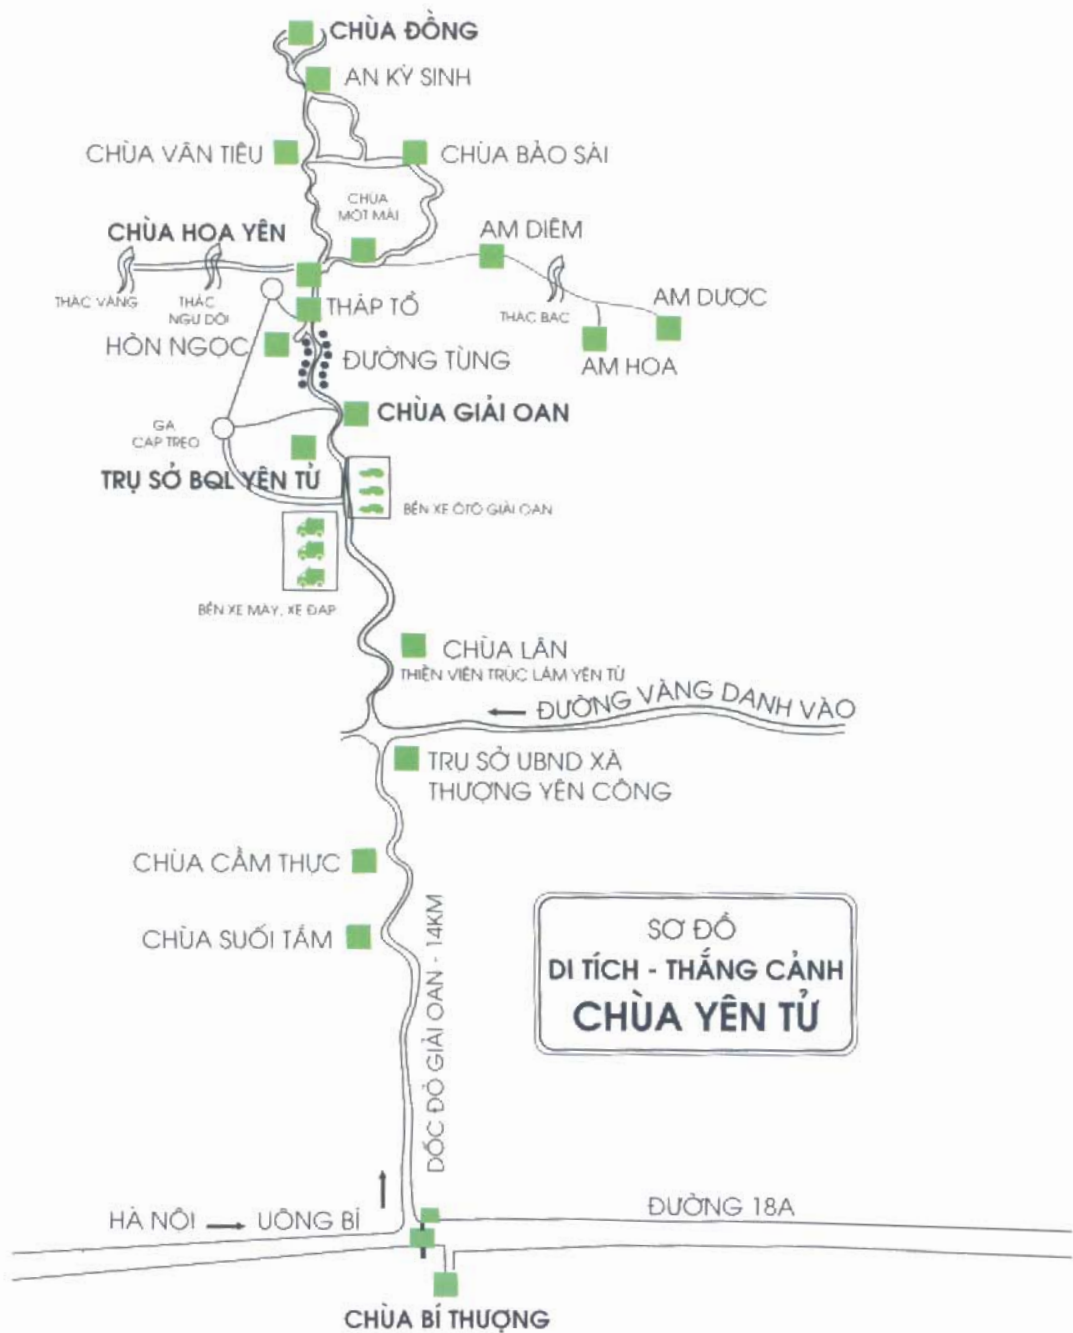 CHÙA ĐỒNG
AN KỲ SINH
CHÙA VÂN TIÊU
CHÙA BẢO SÁI
CHÙA
MỘT MÁI
CHÙA HOA YÊN
AM DIÊM
THÁC VÀNG
THÁC
NGỰ DỘI
THÁP TỔ
THÁC BẠC
AM DƯỢC
HÒN NGỌC
ĐƯỜNG TÙNG
AM HOA
CHÙA GIẢI OAN
GA
CÁP TREO
TRỤ SỞ BQL YÊN TỬ
BẾN XE ÔTÔ GIẢI OAN
BẾN XE MÁY, XE ĐẠP
CHÙA LÂN
THIỀN VIỆN TRÚC LÂM YÊN TỬ
ĐƯỜNG VÀNG DANH VÀO
TRỤ SỞ UBND XÃ
THƯỢNG YÊN CÔNG
CHÙA CẦM THỰC
CHÙA SUỐI TẮM
DỐC ĐỎ GIẢI OAN - 14KM
SƠ ĐỒ
DI TÍCH - THẮNG CẢNH
CHÙA YÊN TỬ
HÀ NỘI
UÔNG BÍ
ĐƯỜNG 18A
CHÙA BÍ THƯỢNG